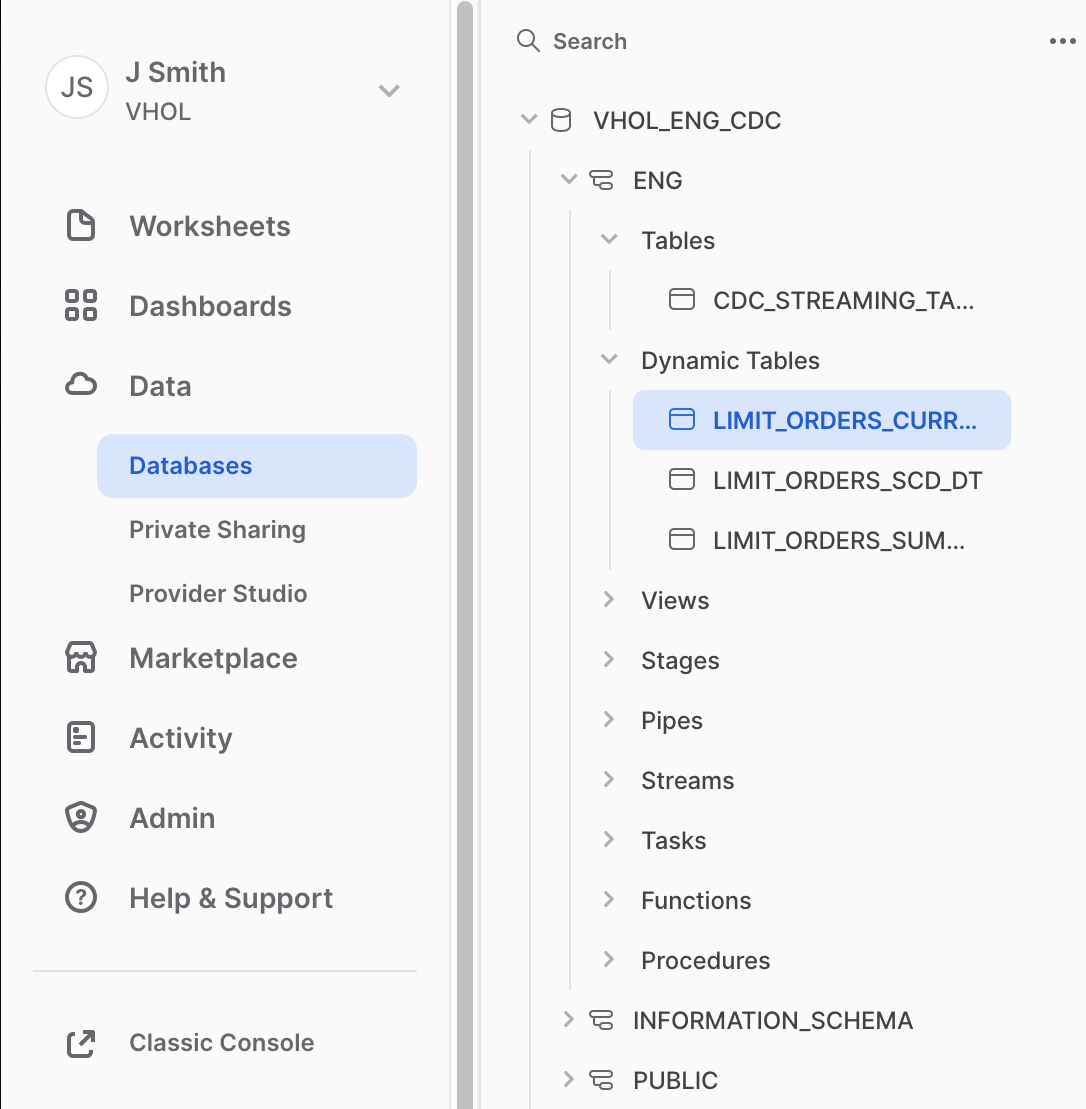 JS
J Smith
VHOL
Worksheets
Dashboards
Data
Databases
Private Sharing
Provider Studio
Marketplace
Activity
Admin
Help & Support
Classic Console
Search
VHOL_ENG_CDC
ENG
Tables
CDC_STREAMING_TA...
Dynamic Tables
LIMIT_ORDERS_CURR...
LIMIT_ORDERS_SCD_DT
LIMIT_ORDERS_SUM...
Views
Stages
Pipes
Streams
Tasks
Functions
Procedures
INFORMATION_SCHEMA
PUBLIC